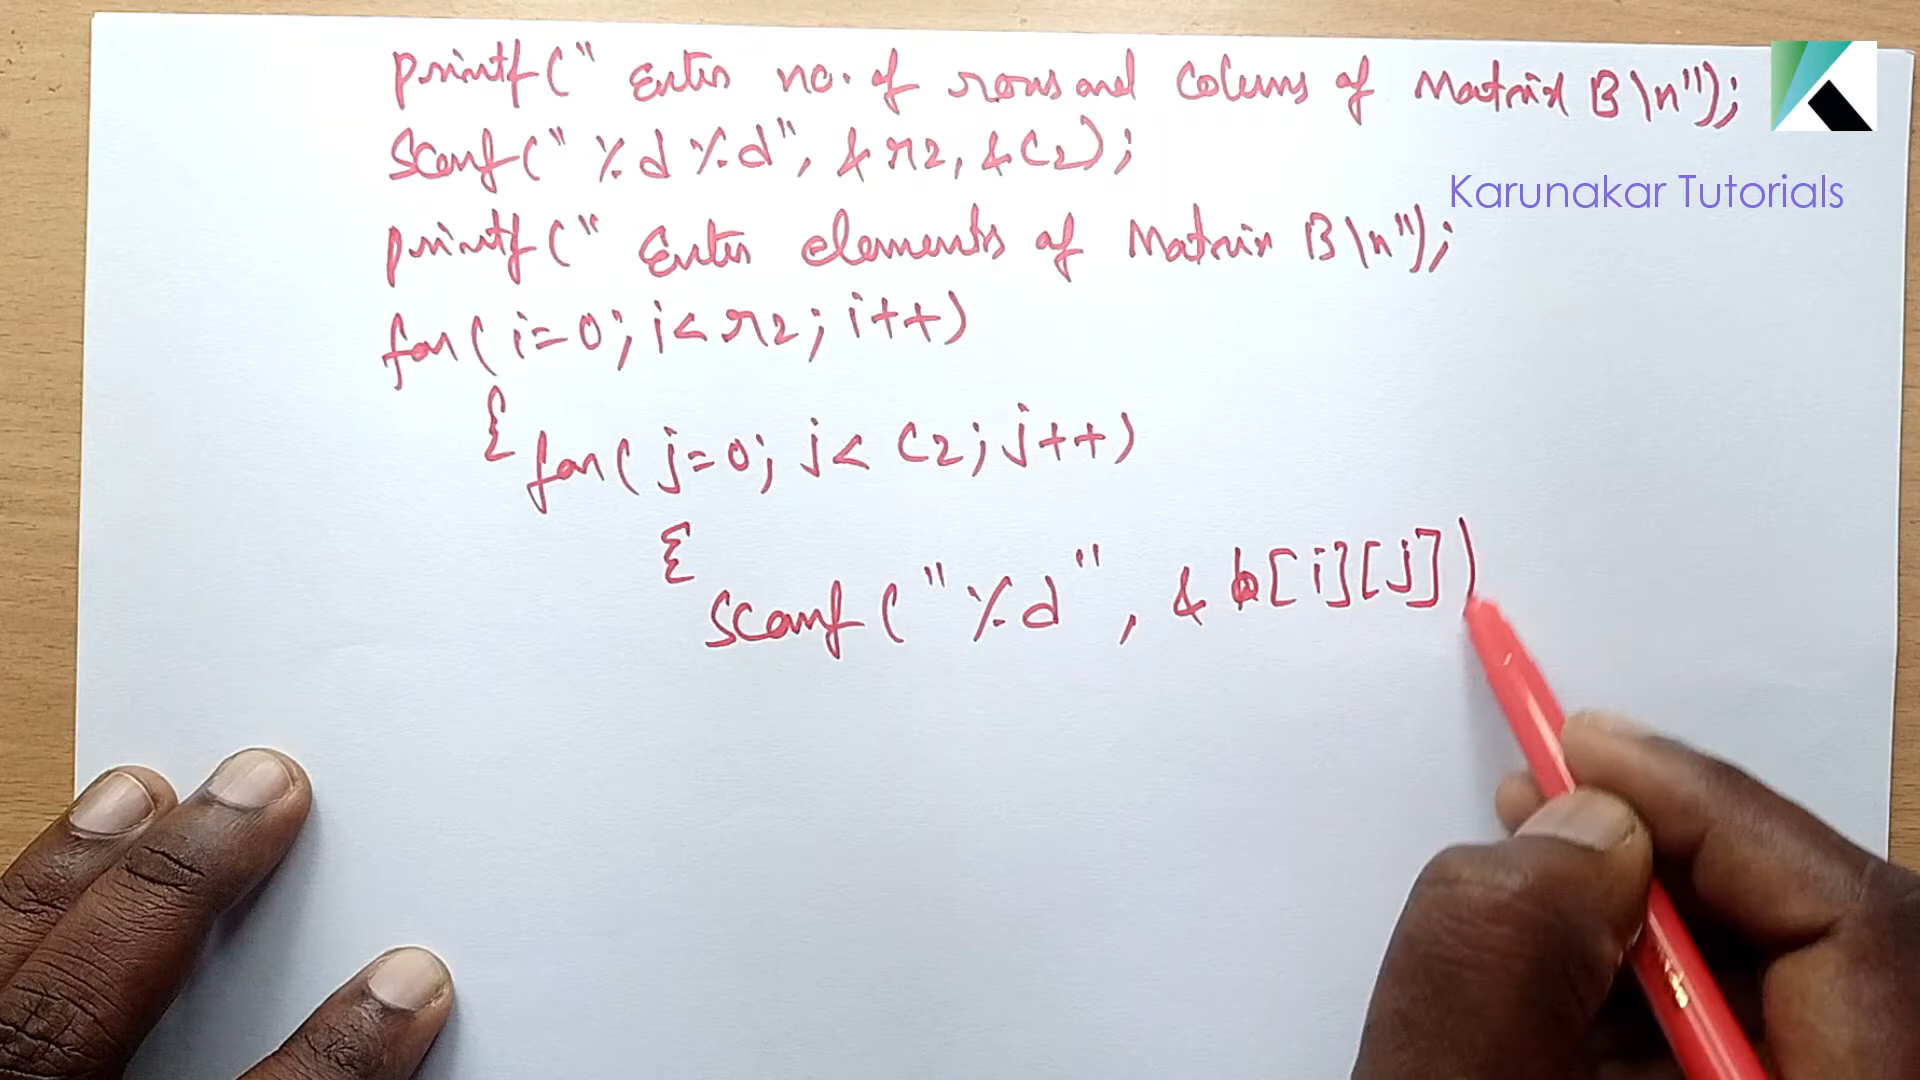 printf(" Enter no. of rows and colums of Matrix B \n");
Scanf(" %d %d", & r2, & C2);
Karunakar Tutorials
printf(" Enter elements of Matrix B \n");
for( i=0; i< r2; i++)
{ for( j=0; j< C2; j++)
{
Scanf ( "%d" , & b[i][j])